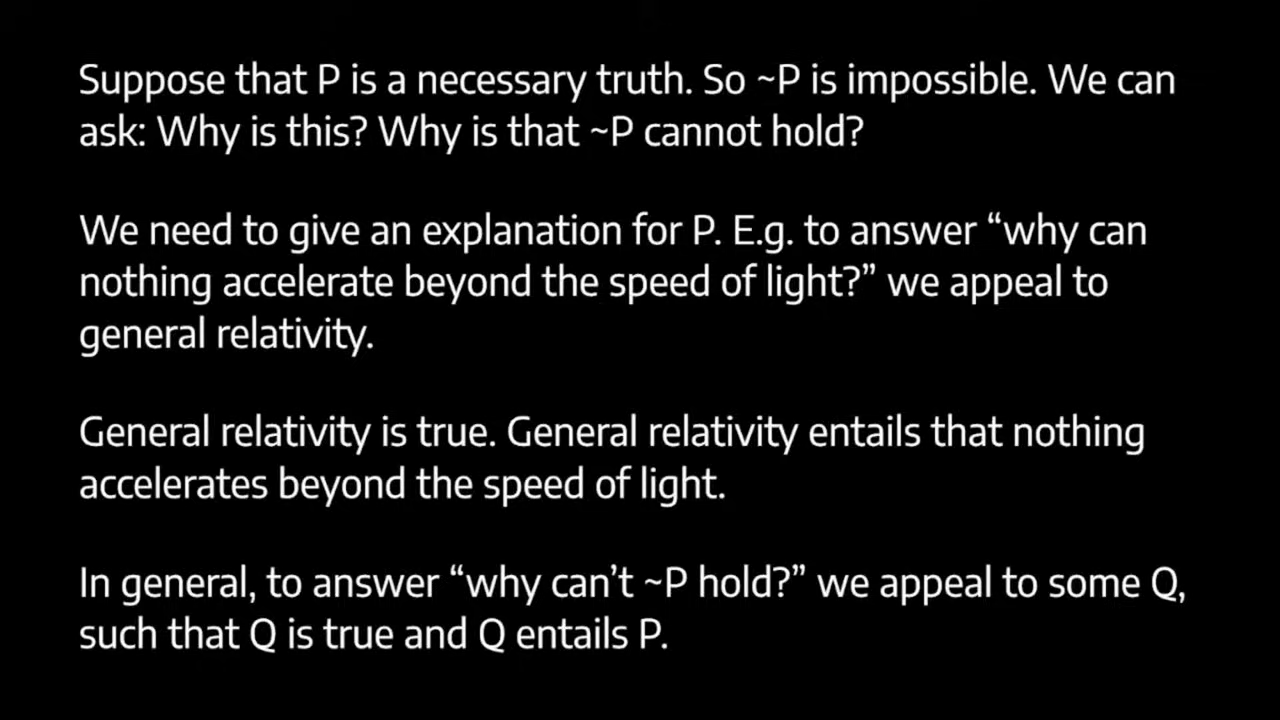 Suppose that P is a necessary truth. So ~P is impossible. We can
ask: Why is this? Why is that ~P cannot hold?
We need to give an explanation for P. E.g. to answer “why can
nothing accelerate beyond the speed of light?” we appeal to
general relativity.
General relativity is true. General relativity entails that nothing
accelerates beyond the speed of light.
In general, to answer “why can’t ~P hold?” we appeal to some Q,
such that Q is true and Q entails P.